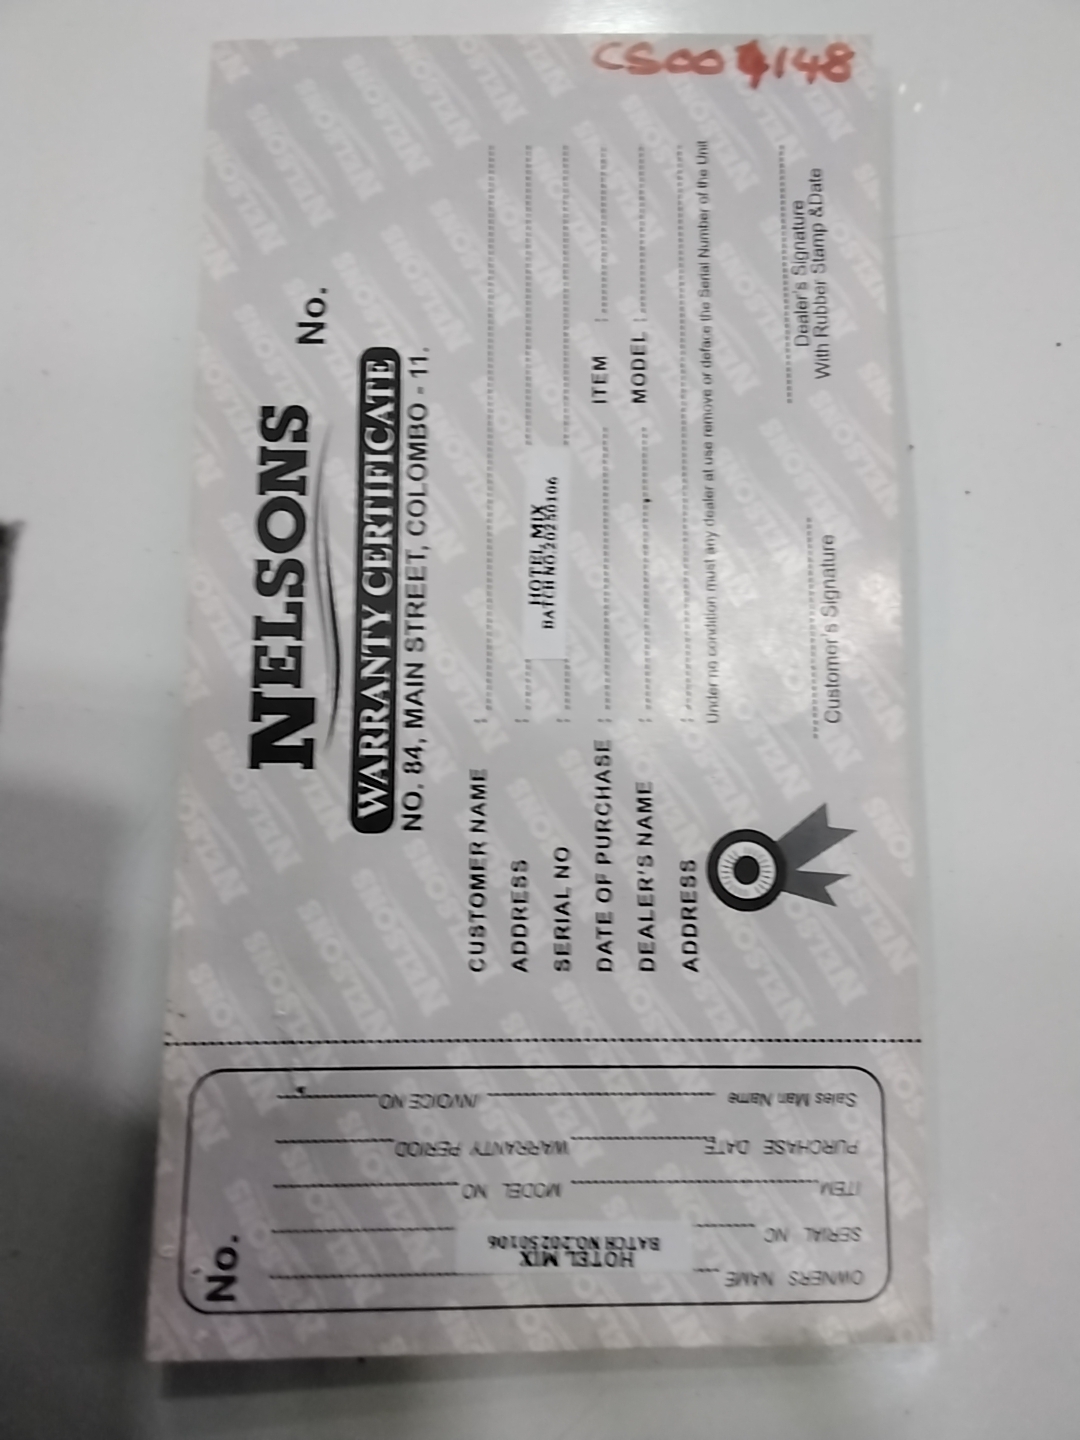 CS00 148
NELSONS
No.
WARRANTY CERTIFICATE
NO. 84, MAIN STREET, COLOMBO - 11.
CUSTOMER NAME :
ADDRESS :
SERIAL NO :
HOTEL MIX
BATCH NO.20250106
DATE OF PURCHASE : ITEM :
DEALER'S NAME : MODEL :
ADDRESS :
Under no condition must any dealer at use remove or deface the Serial Number of the Unit
Customer's Signature
Dealer's Signature
With Rubber Stamp &Date
No.
OWNERS NAME
HOTEL MIX
BATCH NO.20250106
SERIAL NO
ITEM MODEL NO
PURCHASE DATE WARRANTY PERIOD
Sales Man Name INVOICE NO